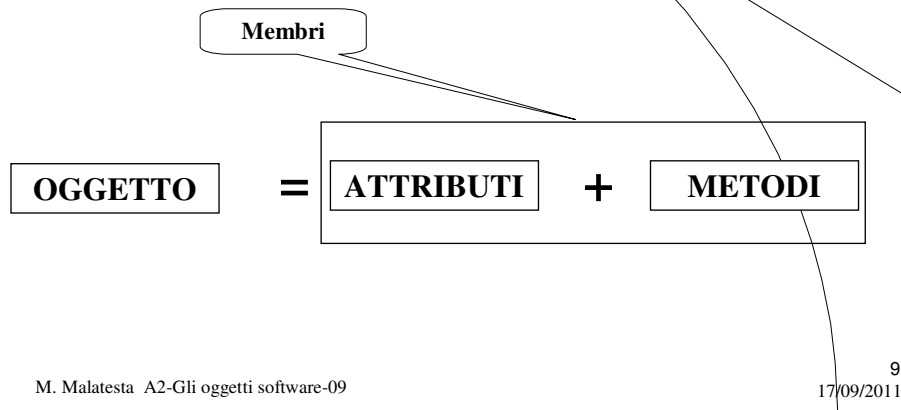 Membri
OGGETTO = ATTRIBUTI + METODI
9
M. Malatesta A2-Gli oggetti software-09 17/09/2011